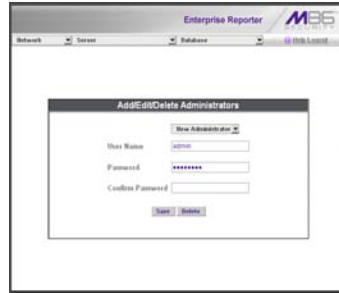 Enterprise Reporter
M86
SECURITY
Network Server Database Help Logout
Add/Edit/Delete Administrators
New Administrator
User Name admin
Password ••••••••
Confirm Password
Save Delete